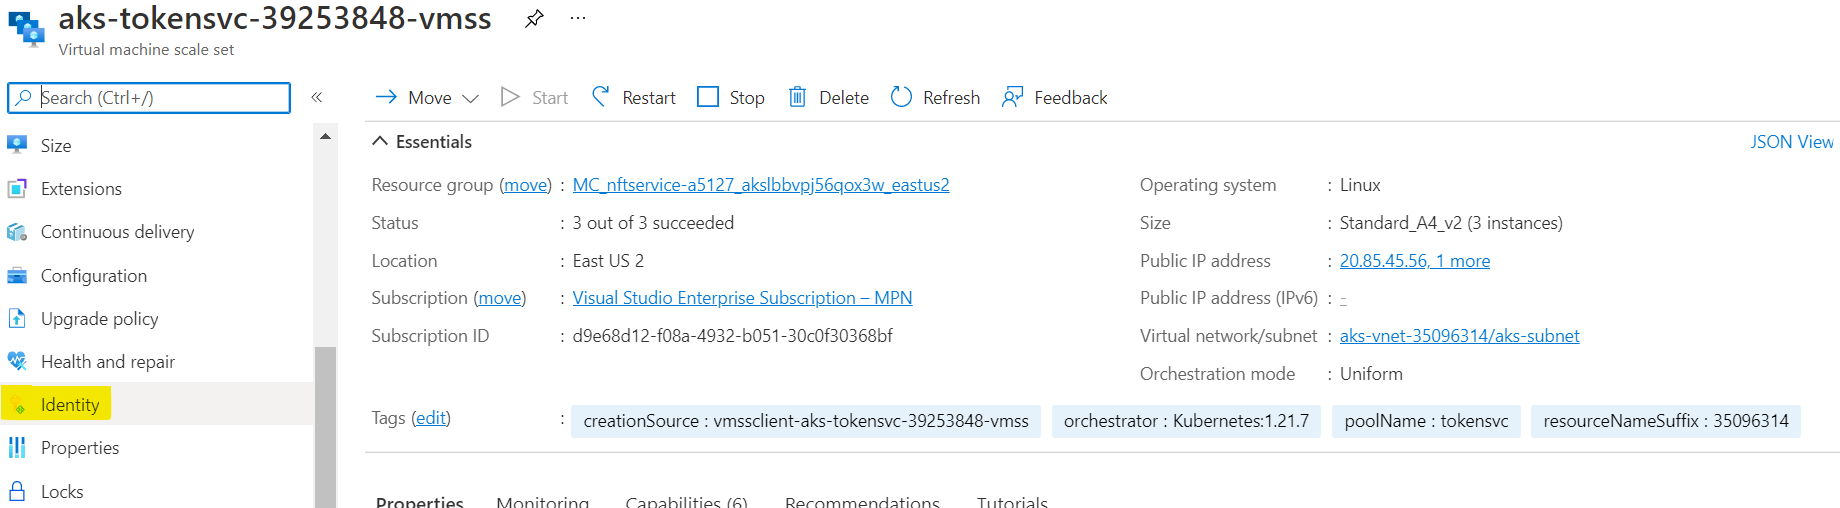 aks-tokensvc-39253848-vmss
Virtual machine scale set
Search (Ctrl+/)
Move
Start
Restart
Stop
Delete
Refresh
Feedback
Size
Extensions
Continuous delivery
Configuration
Upgrade policy
Health and repair
Identity
Properties
Locks
Essentials
JSON View
Resource group (move) : MC_nftservice-a5127_akslbbvpj56qox3w_eastus2
Status : 3 out of 3 succeeded
Location : East US 2
Subscription (move) : Visual Studio Enterprise Subscription – MPN
Subscription ID : d9e68d12-f08a-4932-b051-30c0f30368bf
Operating system : Linux
Size : Standard_A4_v2 (3 instances)
Public IP address : 20.85.45.56, 1 more
Public IP address (IPv6) : -
Virtual network/subnet : aks-vnet-35096314/aks-subnet
Orchestration mode : Uniform
Tags (edit) : creationSource : vmssclient-aks-tokensvc-39253848-vmss orchestrator : Kubernetes:1.21.7 poolName : tokensvc resourceNameSuffix : 35096314
Properties Monitoring Capabilities (6) Recommendations Tutorials